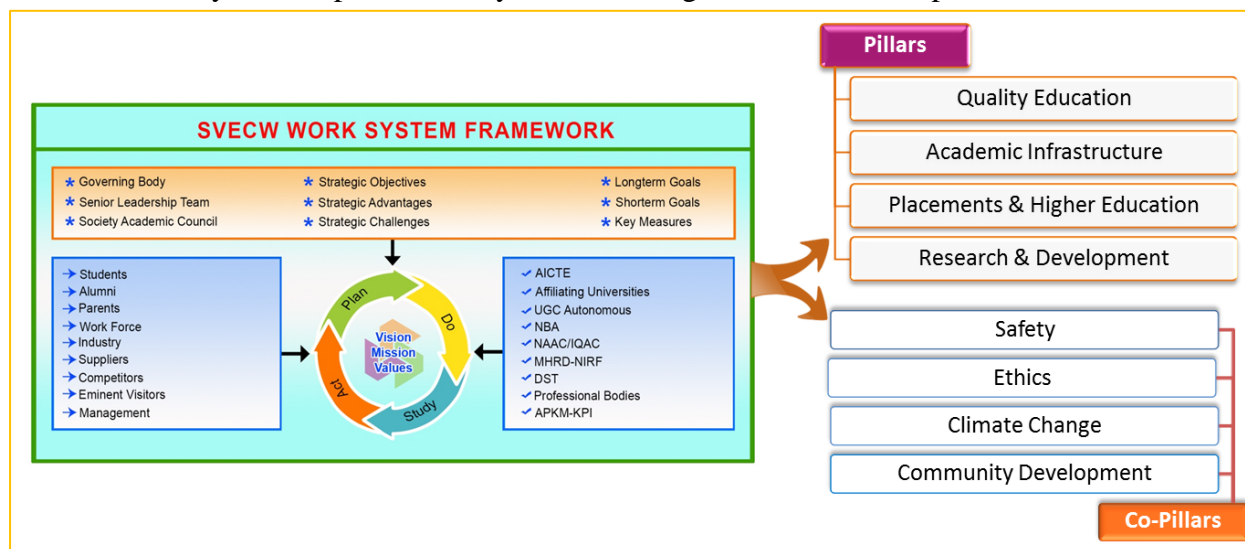 Pillars
Quality Education
Academic Infrastructure
Placements & Higher Education
Research & Development
SVECW WORK SYSTEM FRAMEWORK
* Governing Body
* Senior Leadership Team
* Society Academic Council
* Strategic Objectives
* Strategic Advantages
* Strategic Challenges
* Longterm Goals
* Shorterm Goals
* Key Measures
→ Students
→ Alumni
→ Parents
→ Work Force
→ Industry
→ Suppliers
→ Competitors
→ Eminent Visitors
→ Management
Plan
Do
Study
Act
Vision
Mission
Values
✓ AICTE
✓ Affiliating Universities
✓ UGC Autonomous
✓ NBA
✓ NAAC/IQAC
✓ MHRD-NIRF
✓ DST
✓ Professional Bodies
✓ APKM-KPI
Safety
Ethics
Climate Change
Community Development
Co-Pillars